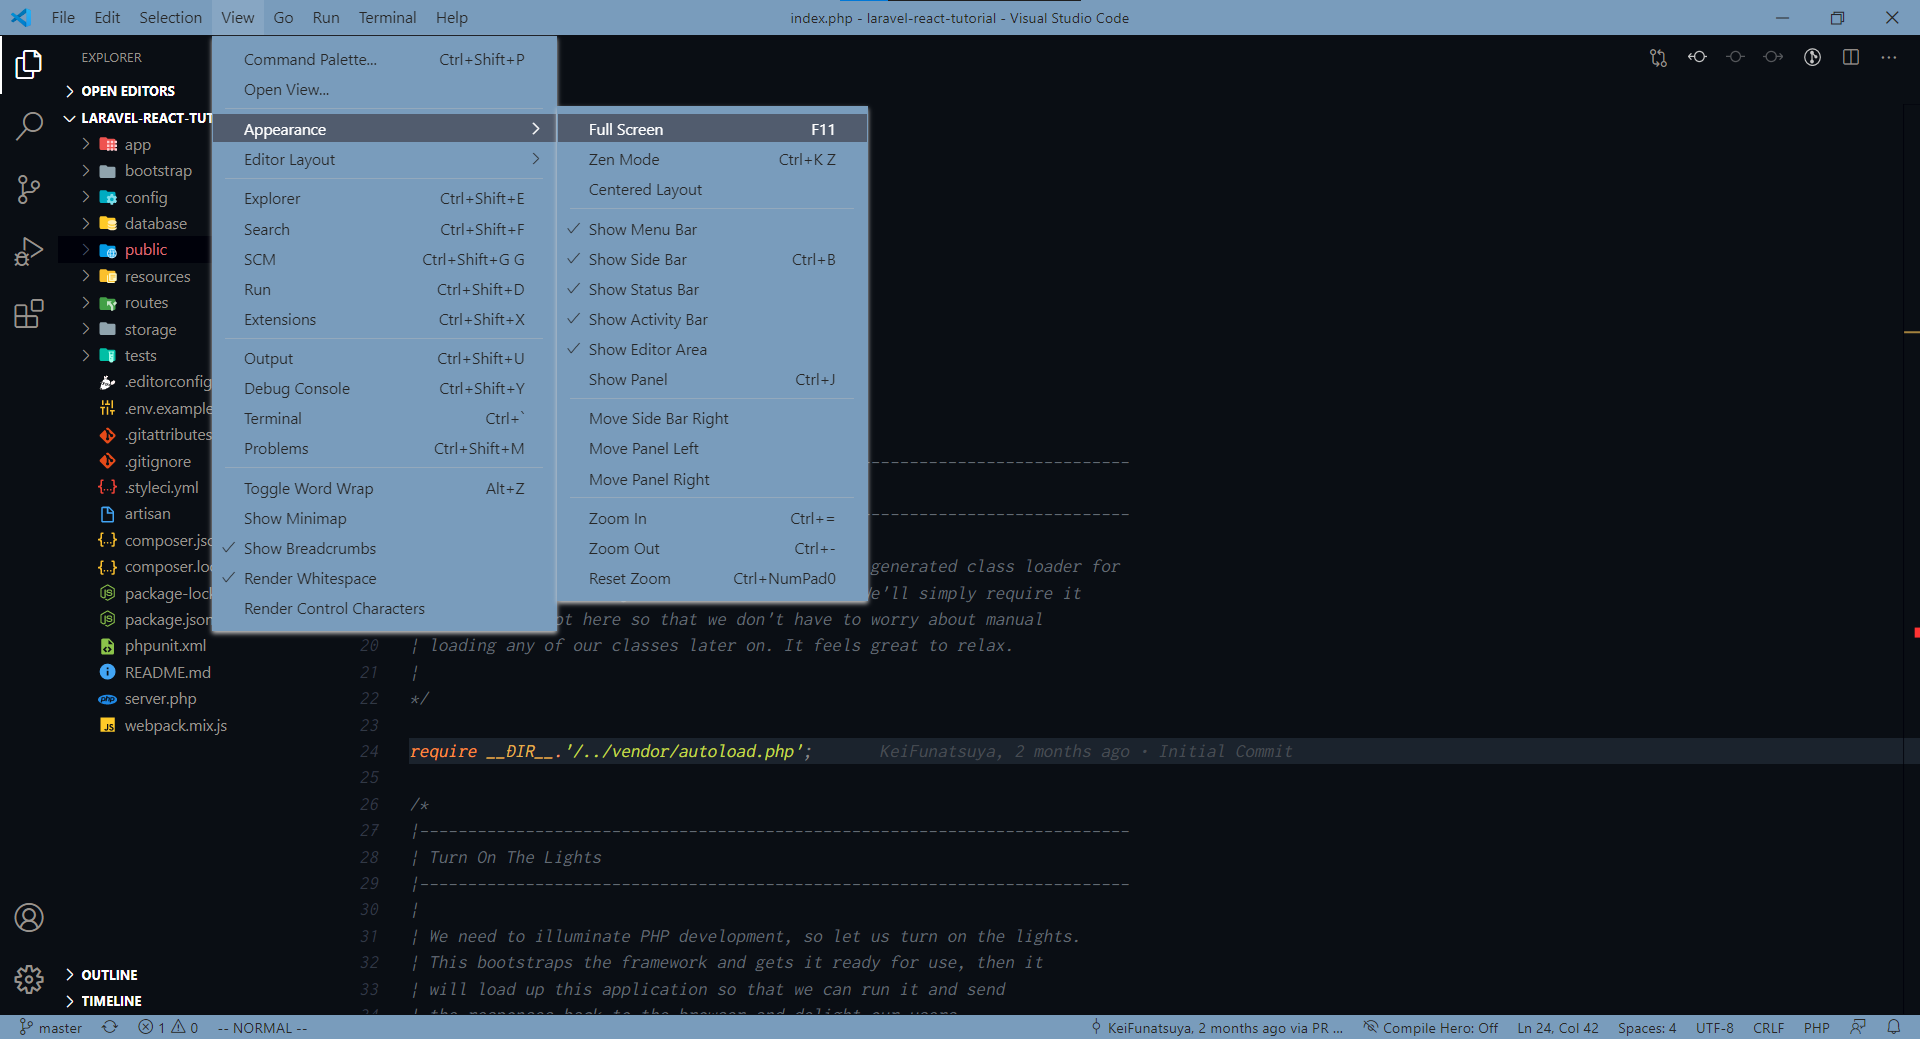 File Edit Selection View Go Run Terminal Help
index.php - laravel-react-tutorial - Visual Studio Code
EXPLORER
OPEN EDITORS
LARAVEL-REACT-TUT
app
bootstrap
config
database
public
resources
routes
storage
tests
.editorconfig
.env.example
.gitattributes
.gitignore
.styleci.yml
artisan
composer.jso
composer.loc
package-lock
package.json
phpunit.xml
README.md
server.php
webpack.mix.js
OUTLINE
TIMELINE
Command Palette... Ctrl+Shift+P
Open View...
Appearance
Editor Layout
Explorer Ctrl+Shift+E
Search Ctrl+Shift+F
SCM Ctrl+Shift+G G
Run Ctrl+Shift+D
Extensions Ctrl+Shift+X
Output Ctrl+Shift+U
Debug Console Ctrl+Shift+Y
Terminal Ctrl+`
Problems Ctrl+Shift+M
Toggle Word Wrap Alt+Z
Show Minimap
Show Breadcrumbs
Render Whitespace
Render Control Characters
Full Screen F11
Zen Mode Ctrl+K Z
Centered Layout
Show Menu Bar
Show Side Bar Ctrl+B
Show Status Bar
Show Activity Bar
Show Editor Area
Show Panel Ctrl+J
Move Side Bar Right
Move Panel Left
Move Panel Right
Zoom In Ctrl+=
Zoom Out Ctrl+-
Reset Zoom Ctrl+NumPad0
generated class loader for
We'll simply require it
here so that we don't have to worry about manual
20 | loading any of our classes later on. It feels great to relax.
21 |
22 */
23
24 require __DIR__.'/../vendor/autoload.php'; KeiFunatsuya, 2 months ago • Initial Commit
25
26 /*
27 |--------------------------------------------------------------------------
28 | Turn On The Lights
29 |--------------------------------------------------------------------------
30 |
31 | We need to illuminate PHP development, so let us turn on the lights.
32 | This bootstraps the framework and gets it ready for use, then it
33 | will load up this application so that we can run it and send
master 1 0 -- NORMAL -- KeiFunatsuya, 2 months ago via PR ... Compile Hero: Off Ln 24, Col 42 Spaces: 4 UTF-8 CRLF PHP